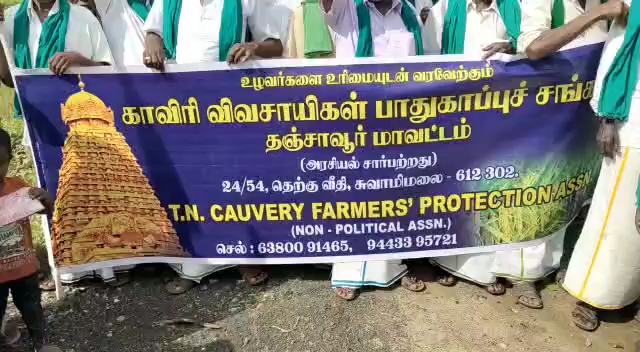 உழவர்களை உரிமையுடன் வரவேற்கும்
காவிரி விவசாயிகள் பாதுகாப்புச் சங்க
தஞ்சாவூர் மாவட்டம்
(அரசியல் சார்பற்றது)
24/54, தெற்கு வீதி, சுவாமிமலை - 612 302.
T.N. CAUVERY FARMERS' PROTECTION ASSN.
(NON - POLITICAL ASSN.)
செல் : 63800 91465, 94433 95721